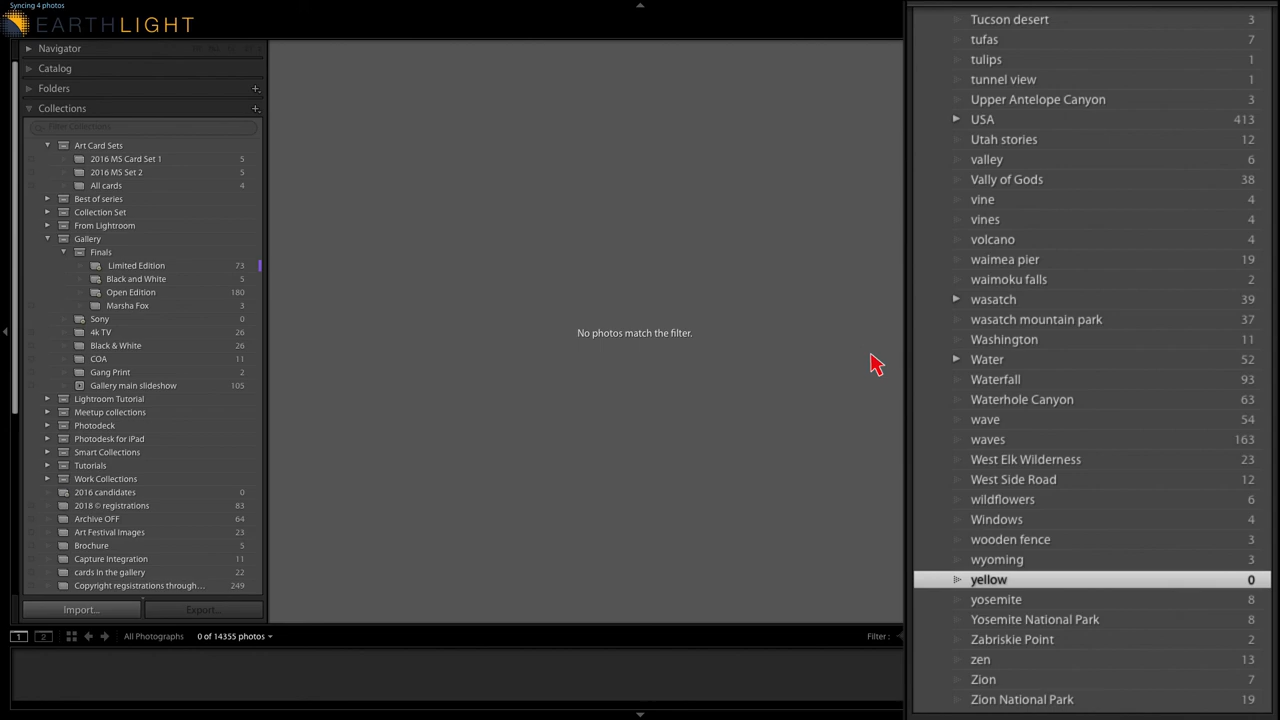 Syncing 4 photos
EARTHLIGHT
Navigator
Catalog
Folders
Collections
Filter Collections
Art Card Sets
2016 MS Card Set 1 5
2016 MS Set 2 5
All cards 4
Best of series
Collection Set
From Lightroom
Gallery
Finals
Limited Edition 73
Black and White 5
Open Edition 180
Marsha Fox 3
Sony 0
4k TV 26
Black & White 26
COA 11
Gang Print 2
Gallery main slideshow 105
Lightroom Tutorial
Meetup collections
Photodeck
Photodesk for iPad
Smart Collections
Tutorials
Work Collections
2016 candidates 0
2018 © registrations 83
Archive OFF 64
Art Festival Images 23
Brochure 5
Capture Integration 11
cards In the gallery 22
Copyright regsistrations through... 249
Import...
Export...
No photos match the filter.
1 2 All Photographs 0 of 14355 photos
Filter :
Tucson desert 3
tufas 7
tulips 1
tunnel view 1
Upper Antelope Canyon 3
USA 413
Utah stories 12
valley 6
Vally of Gods 38
vine 4
vines 4
volcano 4
waimea pier 19
waimoku falls 2
wasatch 39
wasatch mountain park 37
Washington 11
Water 52
Waterfall 93
Waterhole Canyon 63
wave 54
waves 163
West Elk Wilderness 23
West Side Road 12
wildflowers 6
Windows 4
wooden fence 3
wyoming 3
yellow 0
yosemite 8
Yosemite National Park 8
Zabriskie Point 2
zen 13
Zion 7
Zion National Park 19